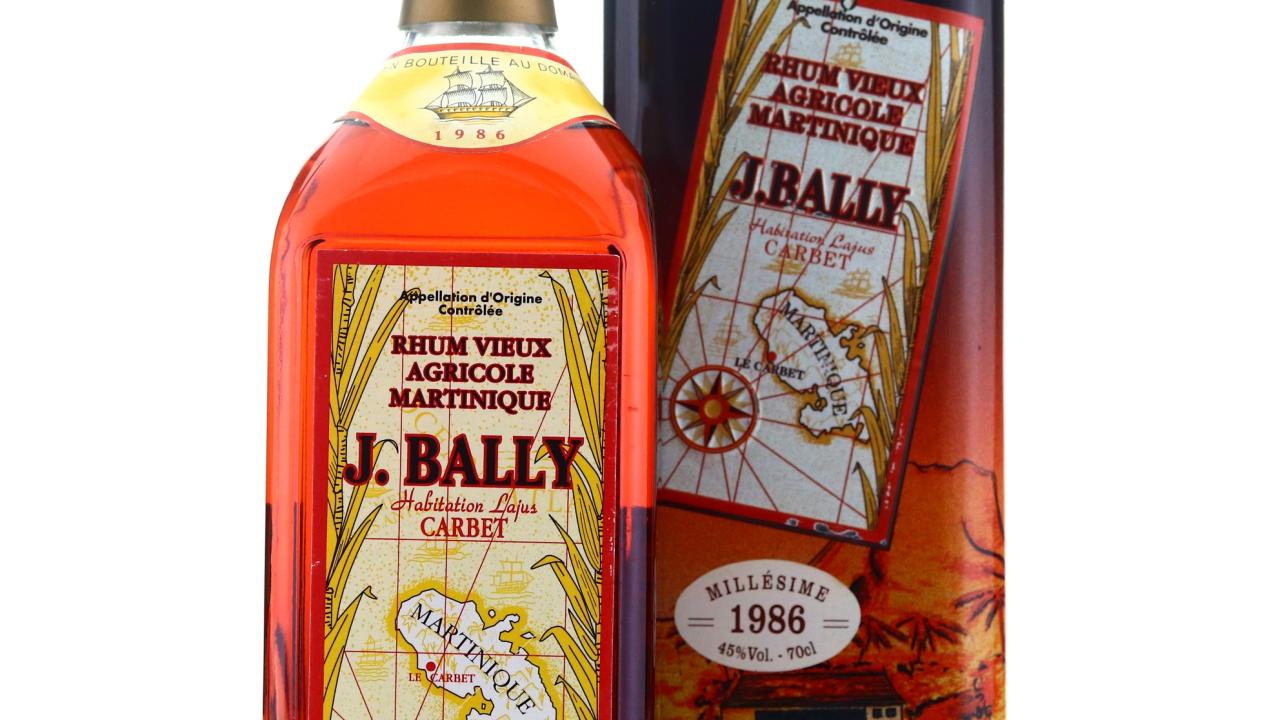 EN BOUTEILLE AU DOMA
1986
Appellation d'Origine
Contrôlée
RHUM VIEUX
AGRICOLE
MARTINIQUE
J. BALLY
Habitation Lajus
CARBET
MARTINIQUE
LE CARBET
Appellation d'Origine
Contrôlée
RHUM VIEUX
AGRICOLE
MARTINIQUE
J.BALLY
Habitation Lajus
CARBET
MARTINIQUE
LE CARBET
MILLÉSIME
1986
45%Vol. - 70cl